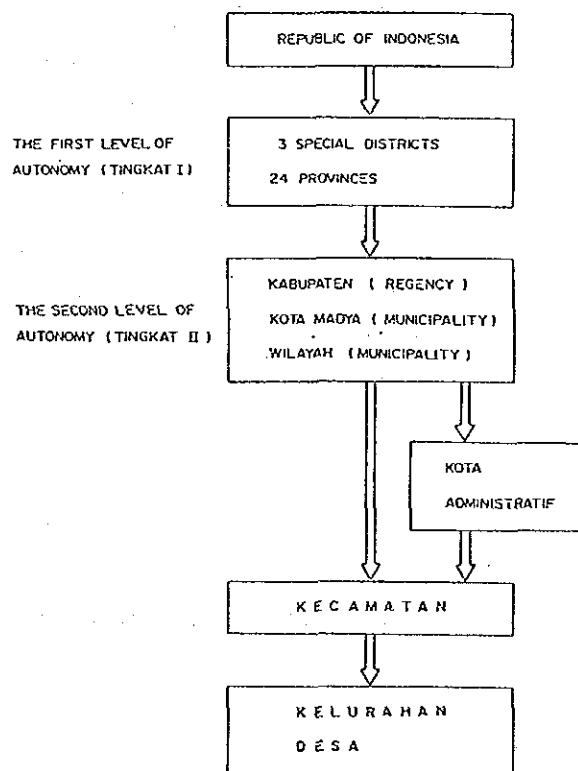 REPUBLIC OF INDONESIA
THE FIRST LEVEL OF
AUTONOMY (TINGKAT I)
3 SPECIAL DISTRICTS
24 PROVINCES
THE SECOND LEVEL OF
AUTONOMY (TINGKAT II)
KABUPATEN (REGENCY)
KOTA MADYA (MUNICIPALITY)
WILAYAH (MUNICIPALITY)
KOTA
ADMINISTRATIF
KECAMATAN
KELURAHAN
DESA